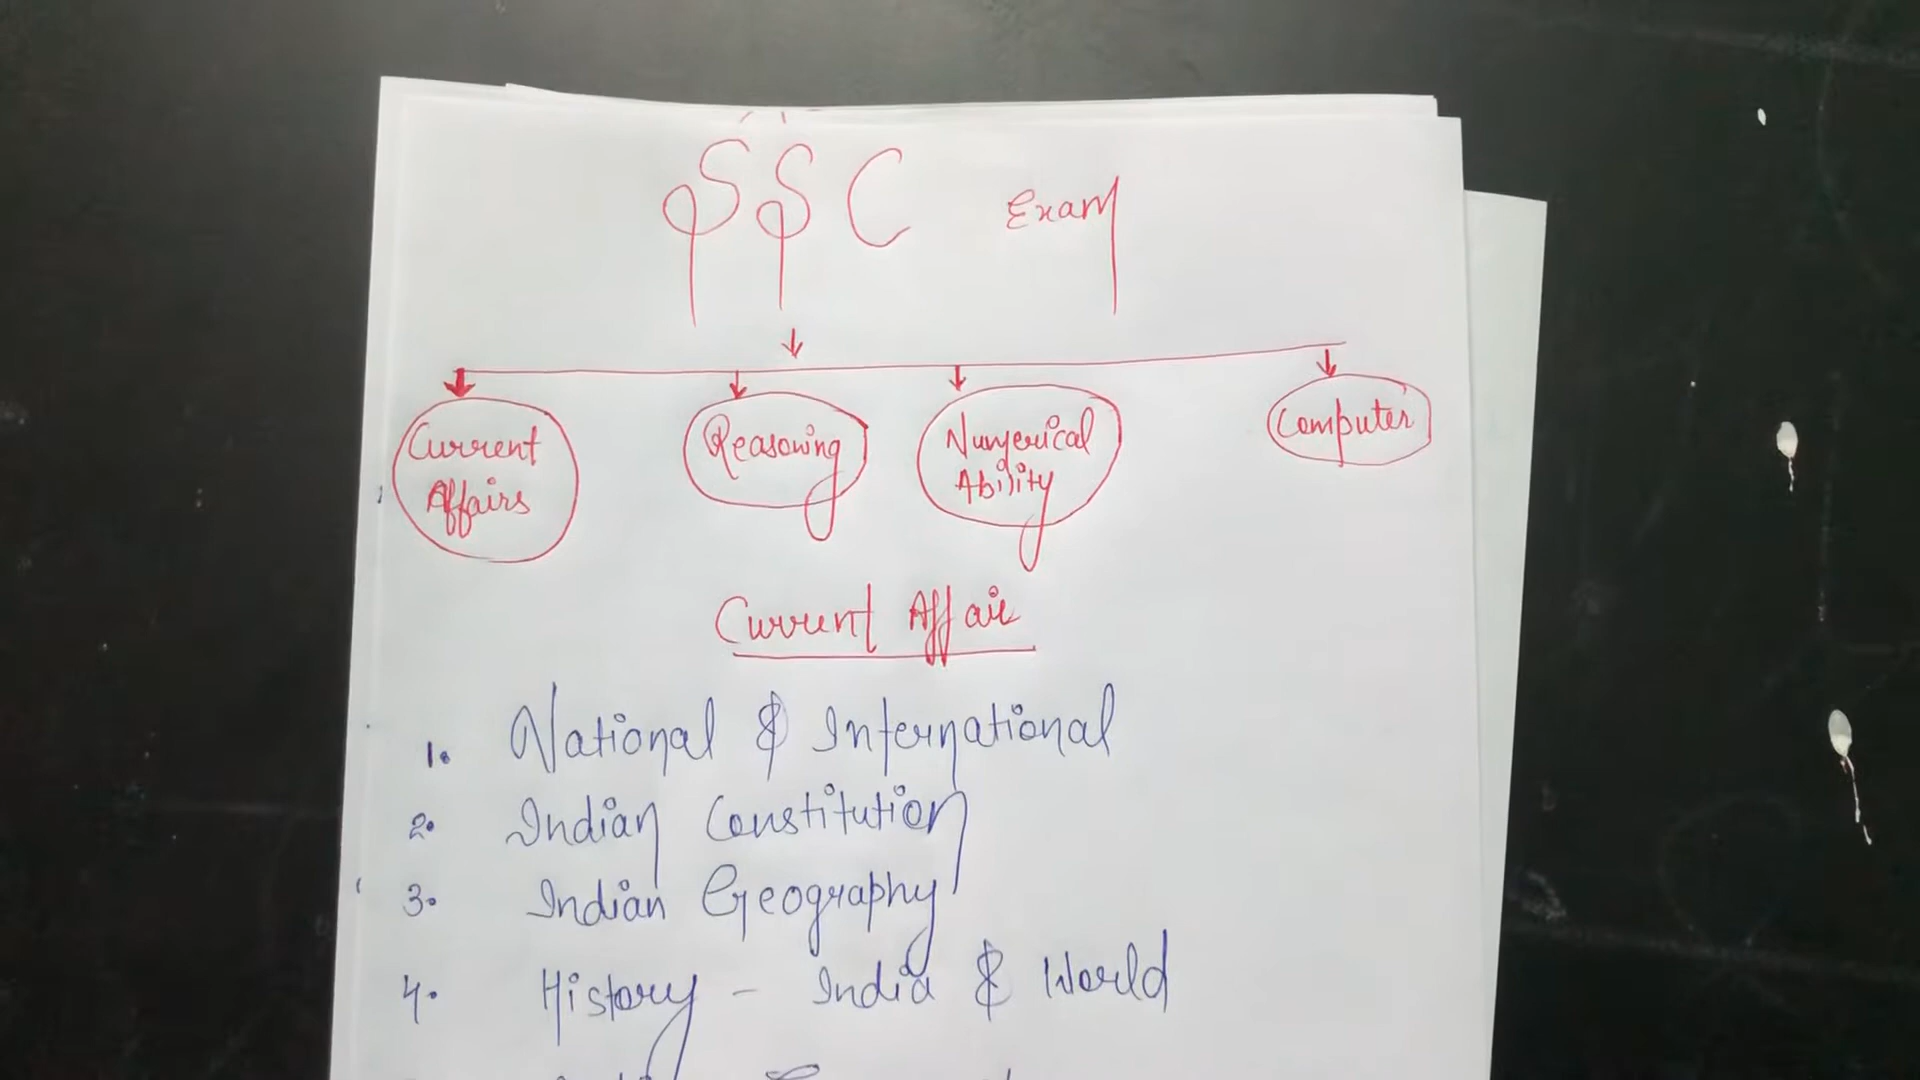 SSC Exam
Current Affairs
Reasoning
Numerical Ability
Computer
Current Affair
1. National & International
2. Indian Constitution
3. Indian Geography
4. History - India & World